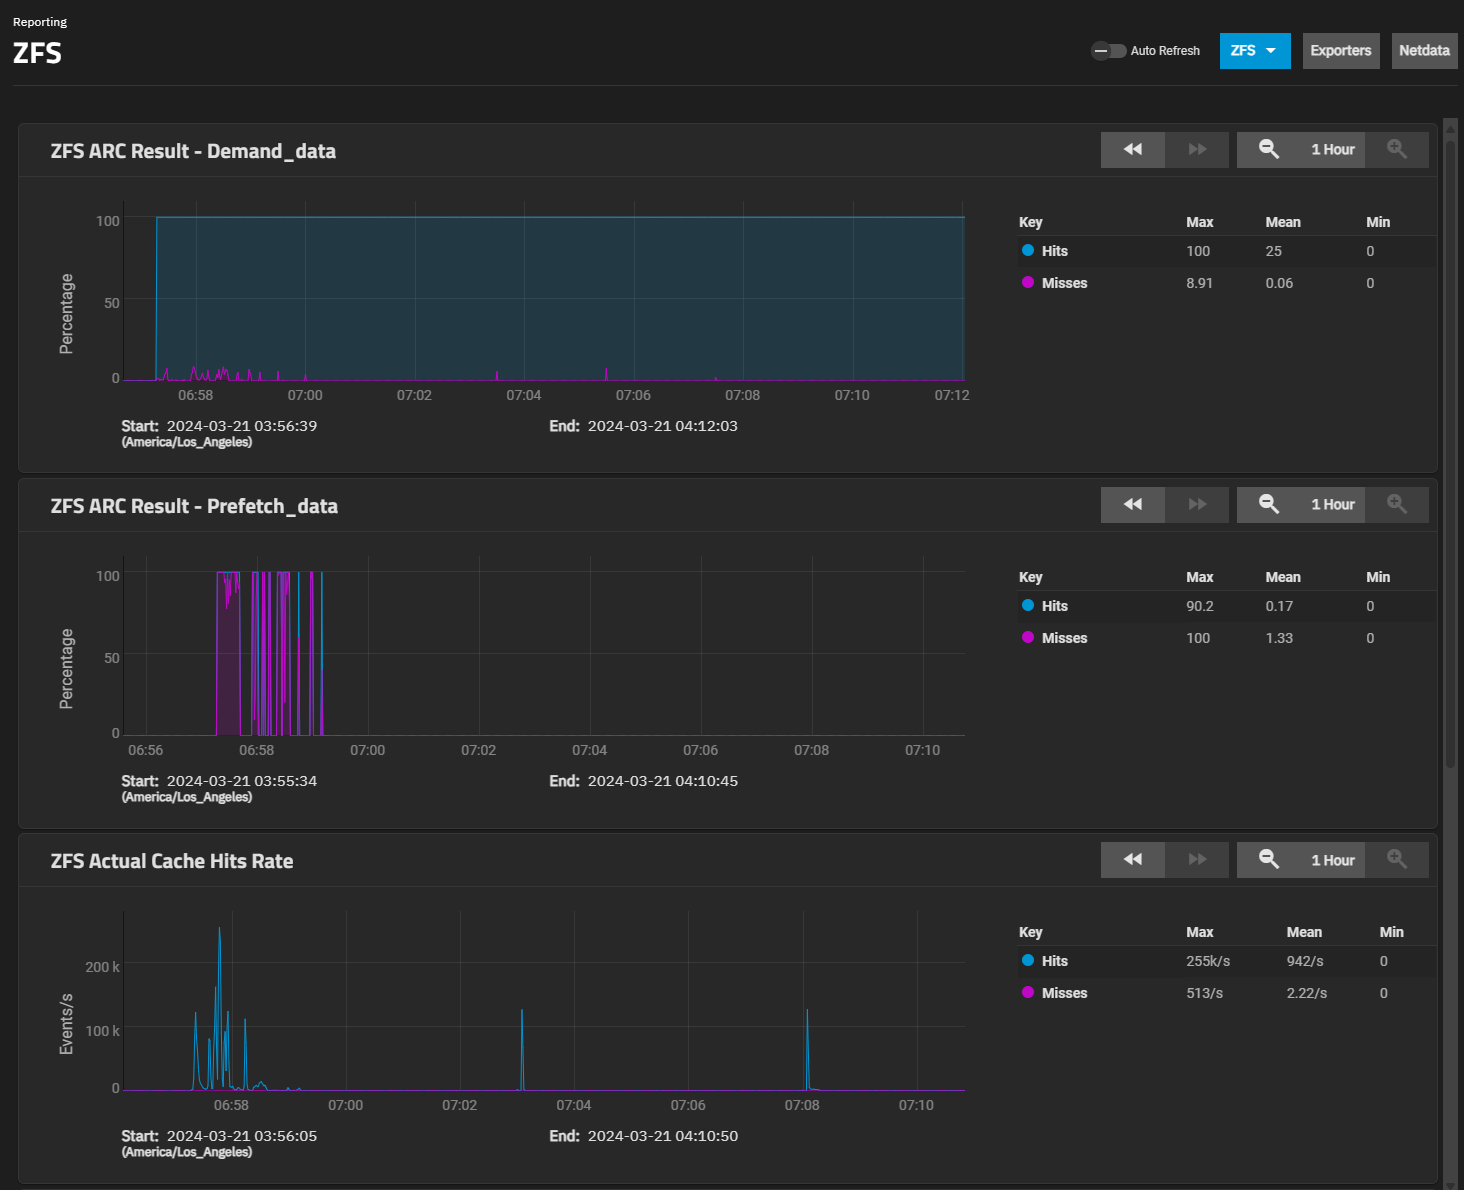 Reporting
ZFS
Auto Refresh
ZFS
Exporters
Netdata
ZFS ARC Result - Demand_data
1 Hour
Percentage
100
50
0
06:58 07:00 07:02 07:04 07:06 07:08 07:10 07:12
Start: 2024-03-21 03:56:39 End: 2024-03-21 04:12:03
(America/Los_Angeles)
Key Max Mean Min
Hits 100 25 0
Misses 8.91 0.06 0
ZFS ARC Result - Prefetch_data
1 Hour
Percentage
100
50
0
06:56 06:58 07:00 07:02 07:04 07:06 07:08 07:10
Start: 2024-03-21 03:55:34 End: 2024-03-21 04:10:45
(America/Los_Angeles)
Key Max Mean Min
Hits 90.2 0.17 0
Misses 100 1.33 0
ZFS Actual Cache Hits Rate
1 Hour
Events/s
200 k
100 k
0
06:58 07:00 07:02 07:04 07:06 07:08 07:10
Start: 2024-03-21 03:56:05 End: 2024-03-21 04:10:50
(America/Los_Angeles)
Key Max Mean Min
Hits 255k/s 942/s 0
Misses 513/s 2.22/s 0